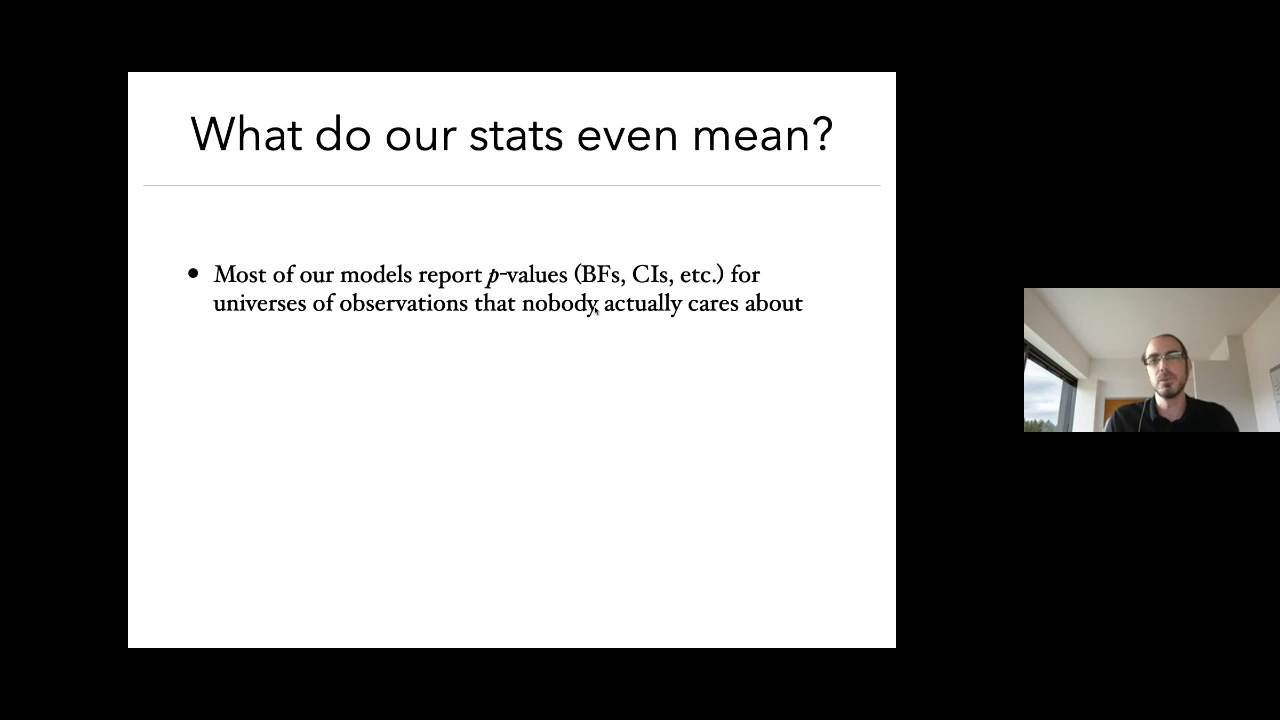 What do our stats even mean?
• Most of our models report p-values (BFs, CIs, etc.) for
universes of observations that nobody actually cares about